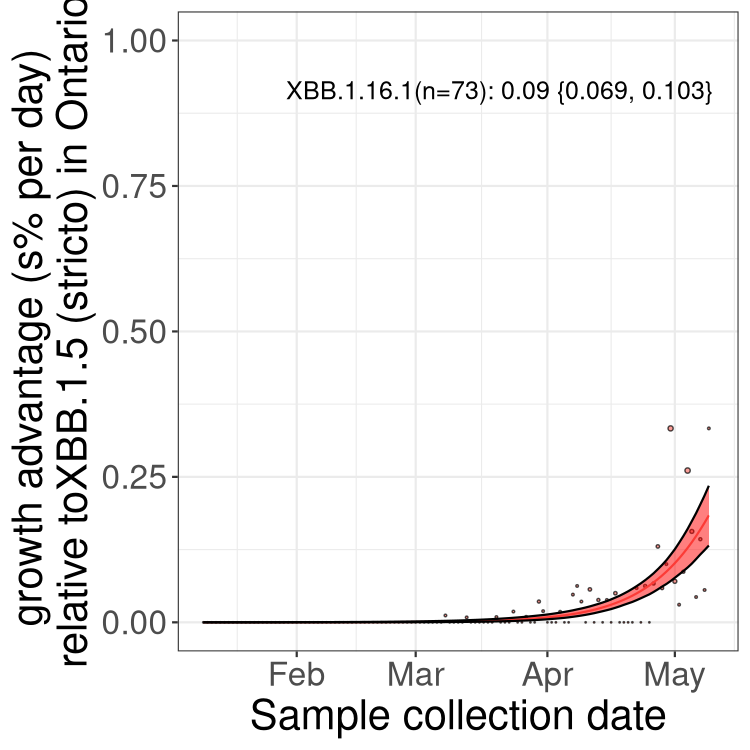 growth advantage (s% per day)
relative toXBB.1.5 (stricto) in Ontario
1.00
0.75
0.50
0.25
0.00
XBB.1.16.1(n=73): 0.09 {0.069, 0.103}
Feb
Mar
Apr
May
Sample collection date